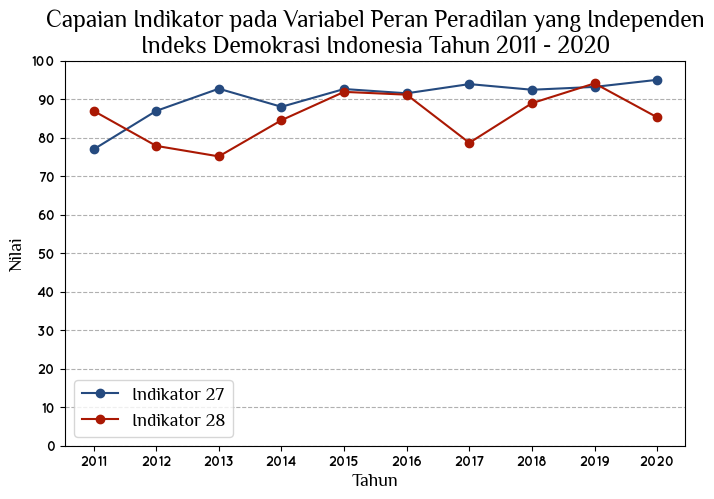 Capaian Indikator pada Variabel Peran Peradilan yang Independen
Indeks Demokrasi Indonesia Tahun 2011 - 2020
100
90
80
70
60
50
40
30
20
10
0
Nilai
Indikator 27
Indikator 28
2011 2012 2013 2014 2015 2016 2017 2018 2019 2020
Tahun